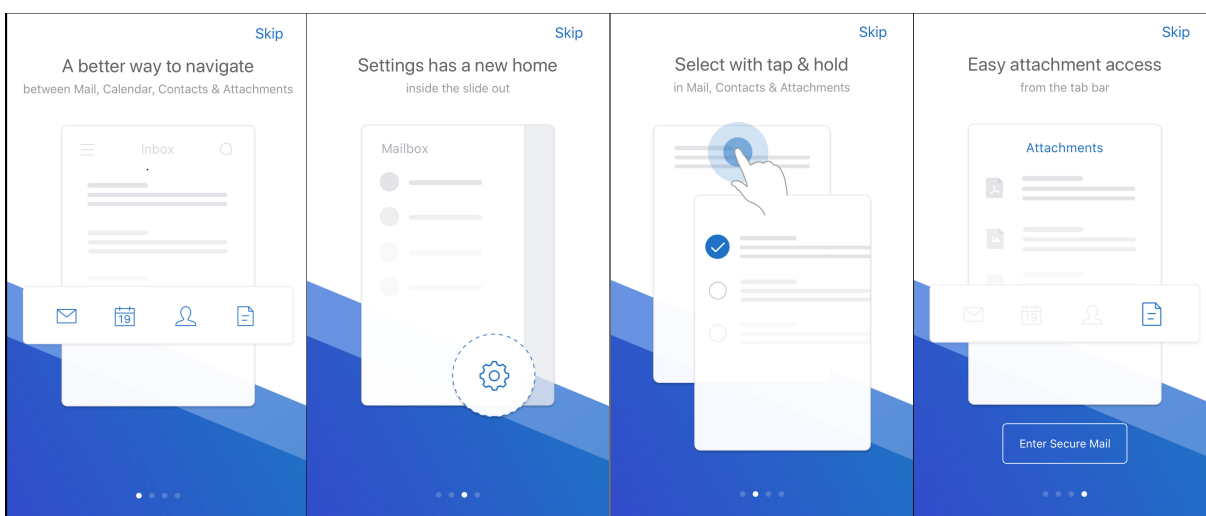 Skip
A better way to navigate
between Mail, Calendar, Contacts & Attachments
Inbox
19
Skip
Settings has a new home
inside the slide out
Mailbox
Skip
Select with tap & hold
in Mail, Contacts & Attachments
Skip
Easy attachment access
from the tab bar
Attachments
19
Enter Secure Mail